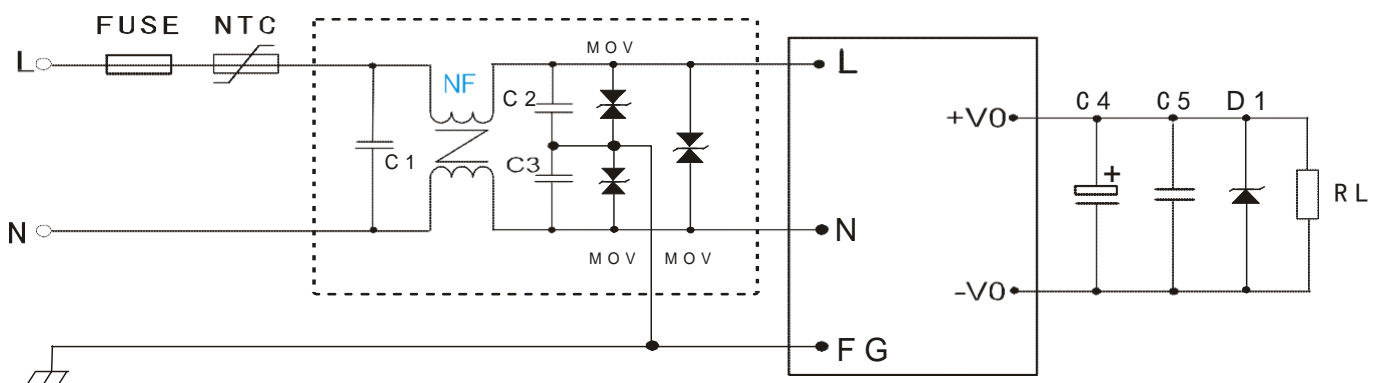 FUSE NTC
MOV
L
NF
C2
L
C4 C5 D1
+V0
C1
C3
+
RL
N
N
MOV MOV
-V0
FG